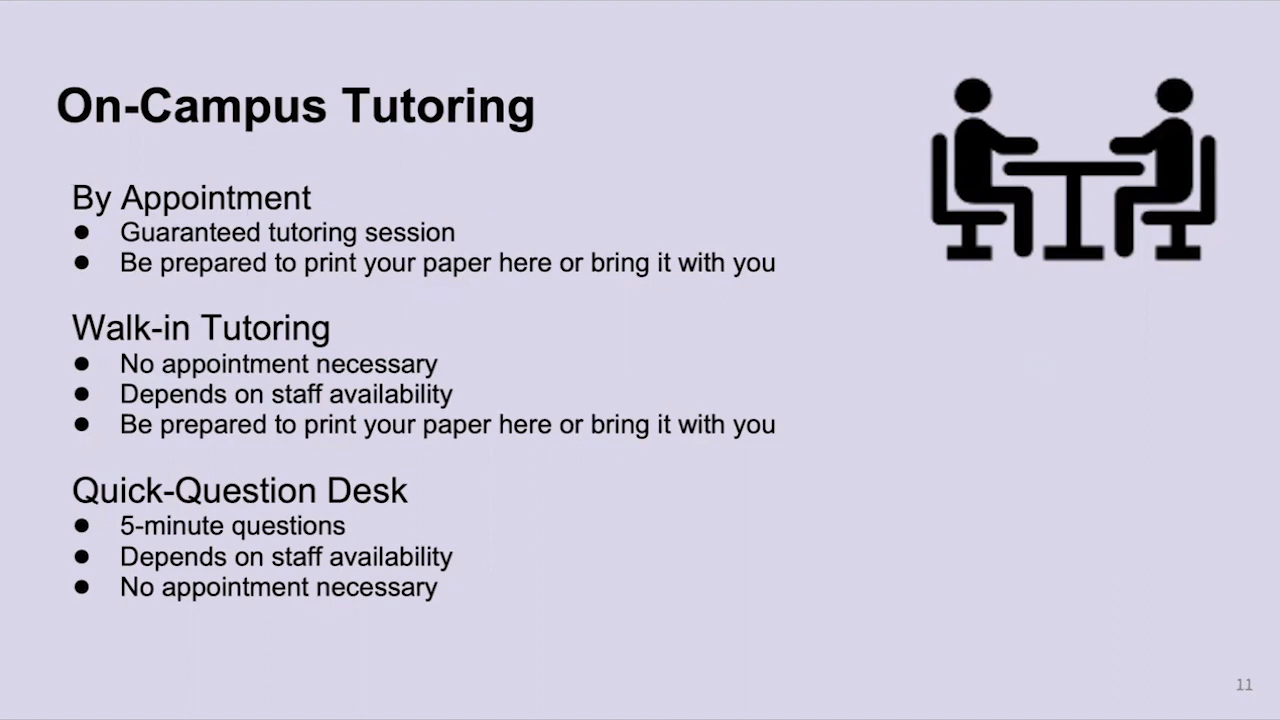 On-Campus Tutoring
By Appointment
● Guaranteed tutoring session
● Be prepared to print your paper here or bring it with you
Walk-in Tutoring
● No appointment necessary
● Depends on staff availability
● Be prepared to print your paper here or bring it with you
Quick-Question Desk
● 5-minute questions
● Depends on staff availability
● No appointment necessary
11